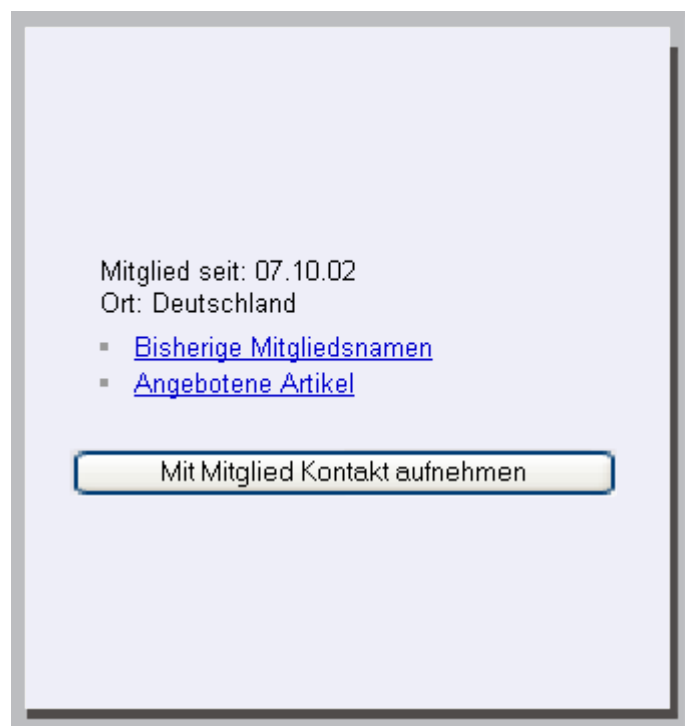 Mitglied seit: 07.10.02
Ort: Deutschland
Bisherige Mitgliedsnamen
Angebotene Artikel
Mit Mitglied Kontakt aufnehmen